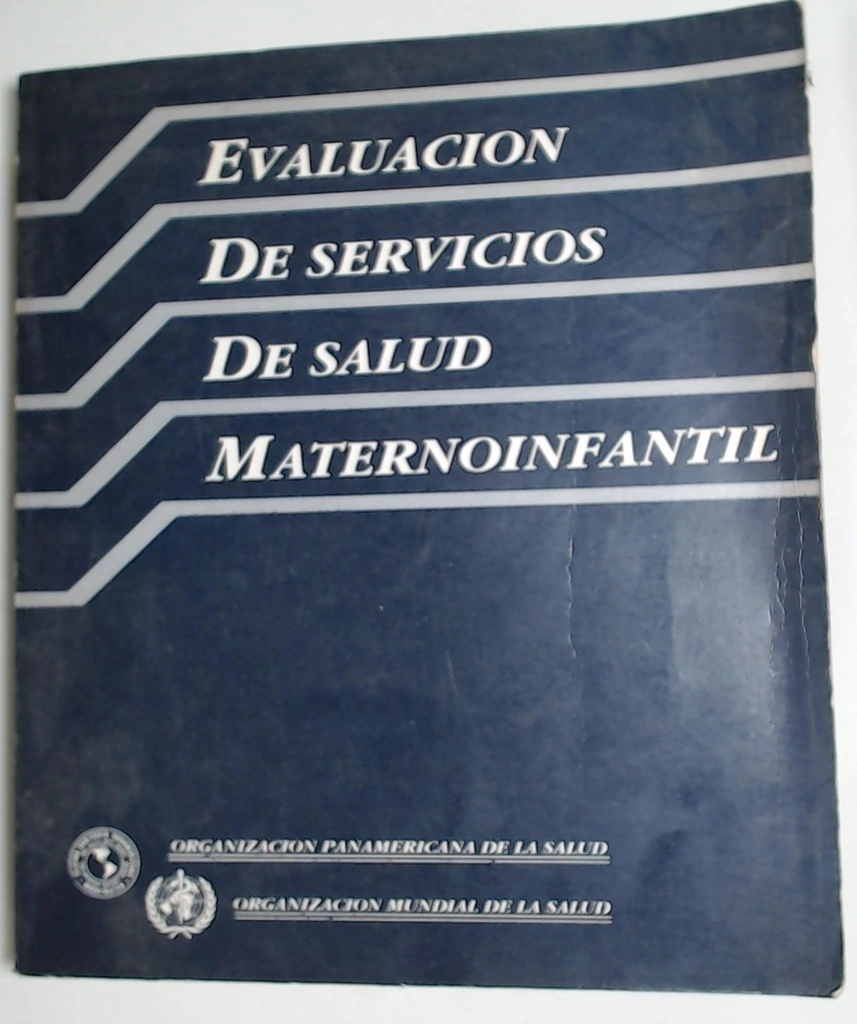 EVALUACION
DE SERVICIOS
DE SALUD
MATERNOINFANTIL
ORGANIZACION PANAMERICANA DE LA SALUD
ORGANIZACION MUNDIAL DE LA SALUD